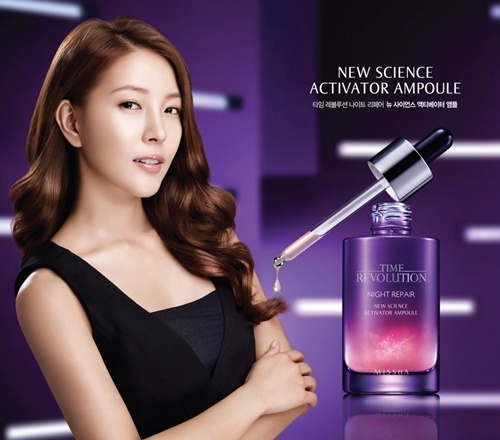 NEW SCIENCE
ACTIVATOR AMPOULE
타임 레볼루션 나이트 리페어 뉴 사이언스 액티베이터 앰플
TIME
REVOLUTION
NIGHT REPAIR
NEW SCIENCE
ACTIVATOR AMPOULE
MISSHA